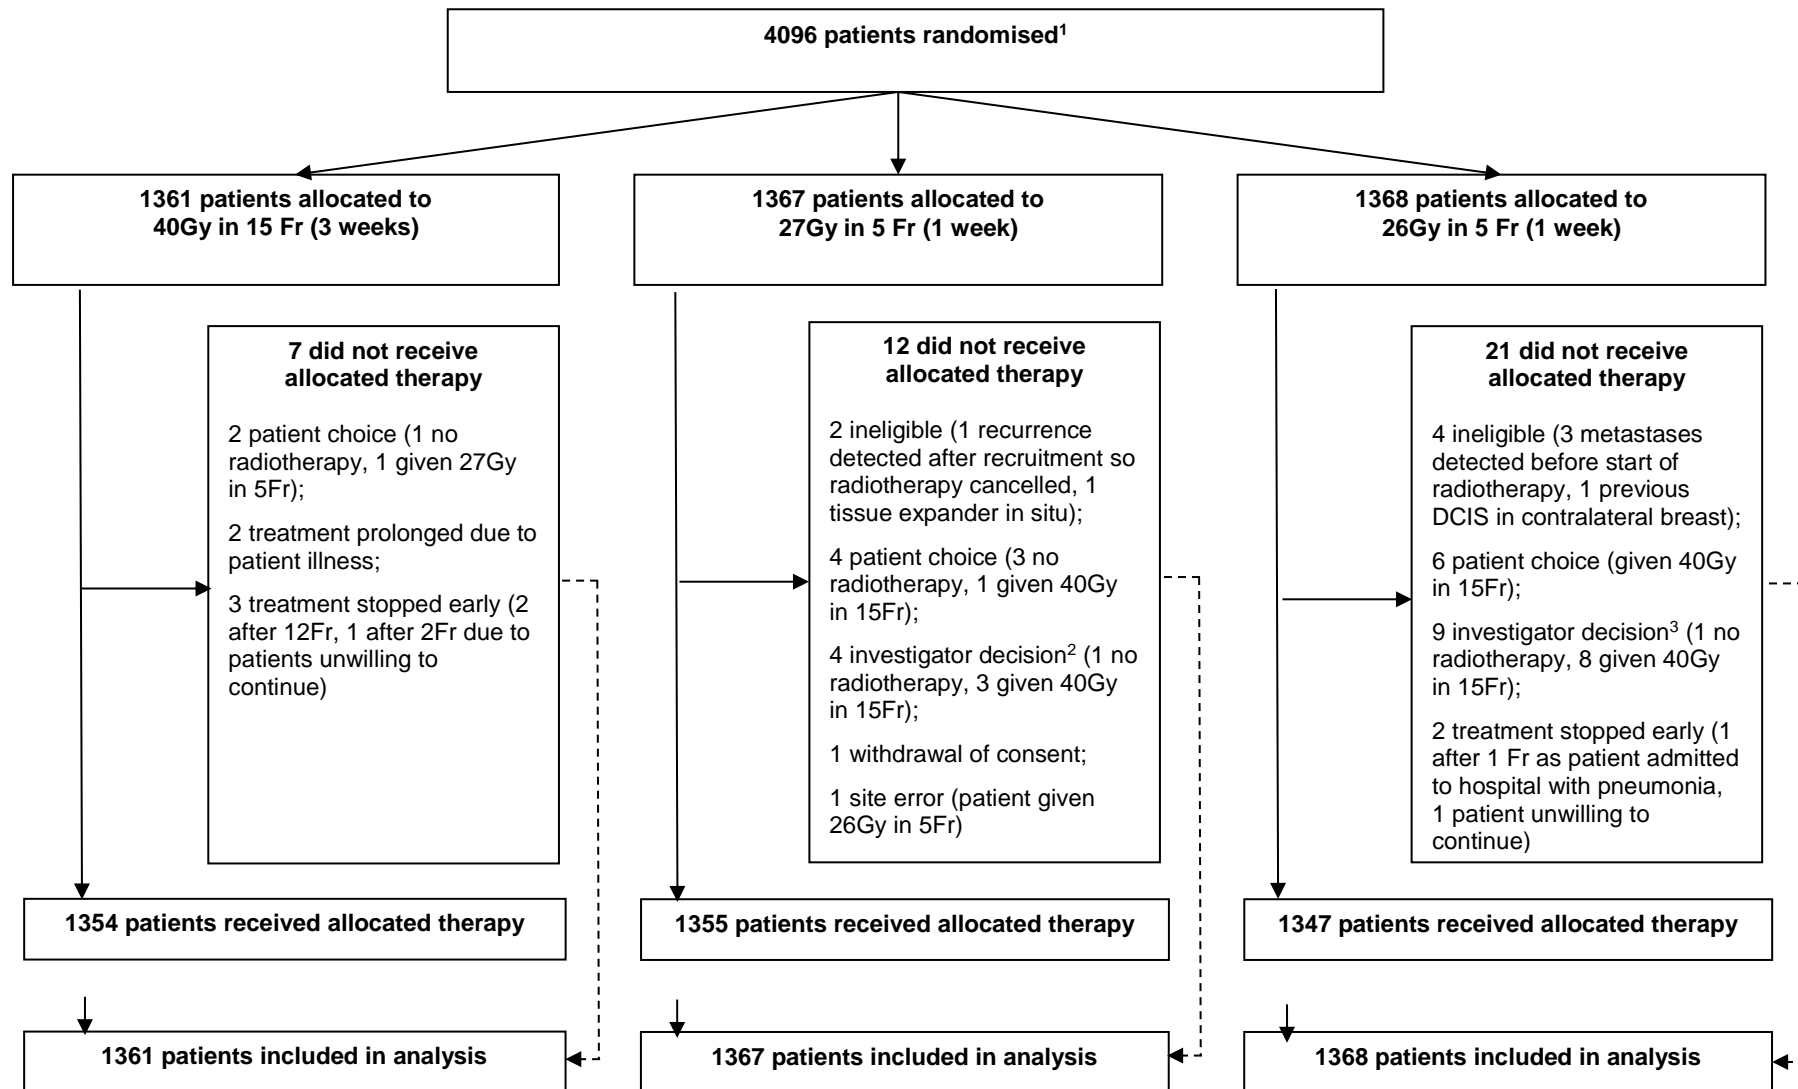 4096 patients randomised¹
1361 patients allocated to
40Gy in 15 Fr (3 weeks)
1367 patients allocated to
27Gy in 5 Fr (1 week)
1368 patients allocated to
26Gy in 5 Fr (1 week)
7 did not receive
allocated therapy
2 patient choice (1 no
radiotherapy, 1 given 27Gy
in 5Fr);
2 treatment prolonged due to
patient illness;
3 treatment stopped early (2
after 12Fr, 1 after 2Fr due to
patients unwilling to
continue)
12 did not receive
allocated therapy
2 ineligible (1 recurrence
detected after recruitment so
radiotherapy cancelled, 1
tissue expander in situ);
4 patient choice (3 no
radiotherapy, 1 given 40Gy
in 15Fr);
4 investigator decision² (1 no
radiotherapy, 3 given 40Gy
in 15Fr);
1 withdrawal of consent;
1 site error (patient given
26Gy in 5Fr)
21 did not receive
allocated therapy
4 ineligible (3 metastases
detected before start of
radiotherapy, 1 previous
DCIS in contralateral breast);
6 patient choice (given 40Gy
in 15Fr);
9 investigator decision³ (1 no
radiotherapy, 8 given 40Gy
in 15Fr);
2 treatment stopped early (1
after 1 Fr as patient admitted
to hospital with pneumonia,
1 patient unwilling to
continue)
1354 patients received allocated therapy
1355 patients received allocated therapy
1347 patients received allocated therapy
1361 patients included in analysis
1367 patients included in analysis
1368 patients included in analysis